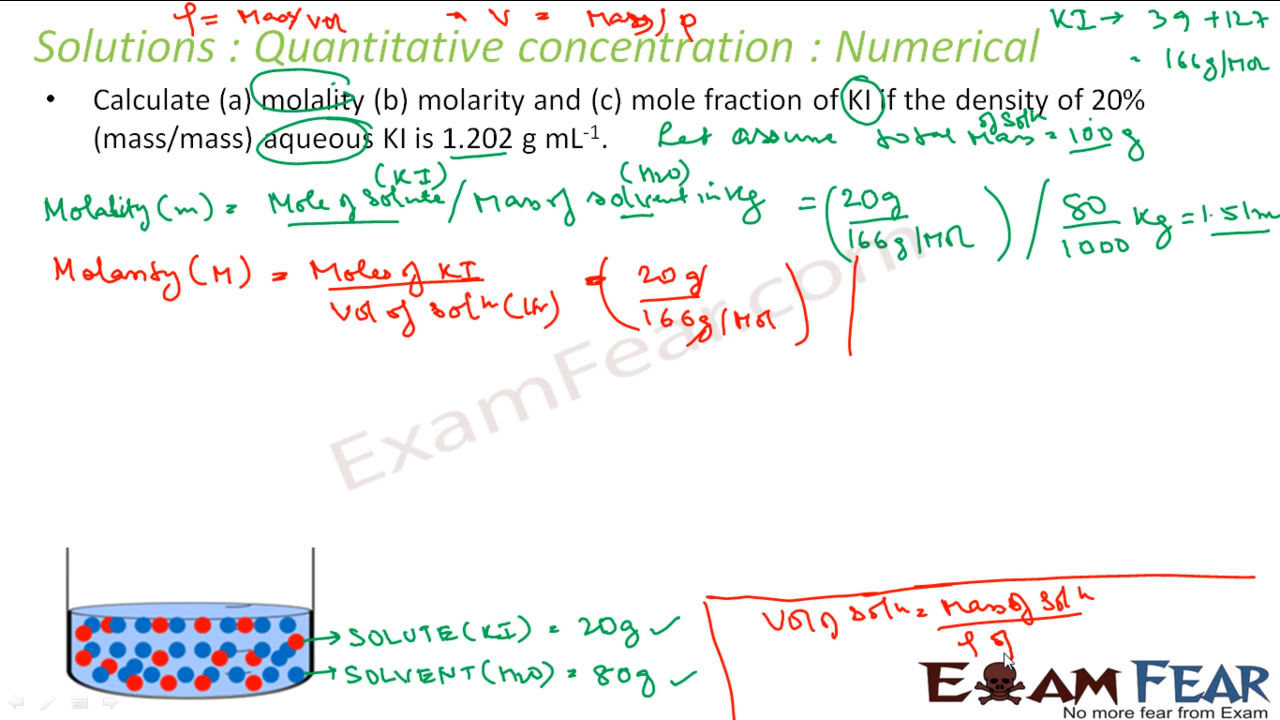 ρ = Mass/Vol → V = Mass/ρ
KI → 39 + 127
= 166g/Mol
Solutions : Quantitative concentration : Numerical
• Calculate (a) molality (b) molarity and (c) mole fraction of KI if the density of 20%
(mass/mass) aqueous KI is 1.202 g mL-1.
Let assume total Mass of solⁿ = 100 g
(KI) (H2O)
Molality (m) = Mole of solute / Mass of solvent in Kg = (20g / 166g/Mol) / 80/1000 Kg = 1.51m
Molarity (M) = Moles of KI / Vol of solⁿ (Ltr) = (20g / 166g/Mol) /
ExamFear.com
SOLUTE (KI) = 20g ✓
SOLVENT (H2O) = 80g ✓
Vol of solⁿ = Mass of solⁿ / ρ of
EXAM FEAR
No more fear from Exam